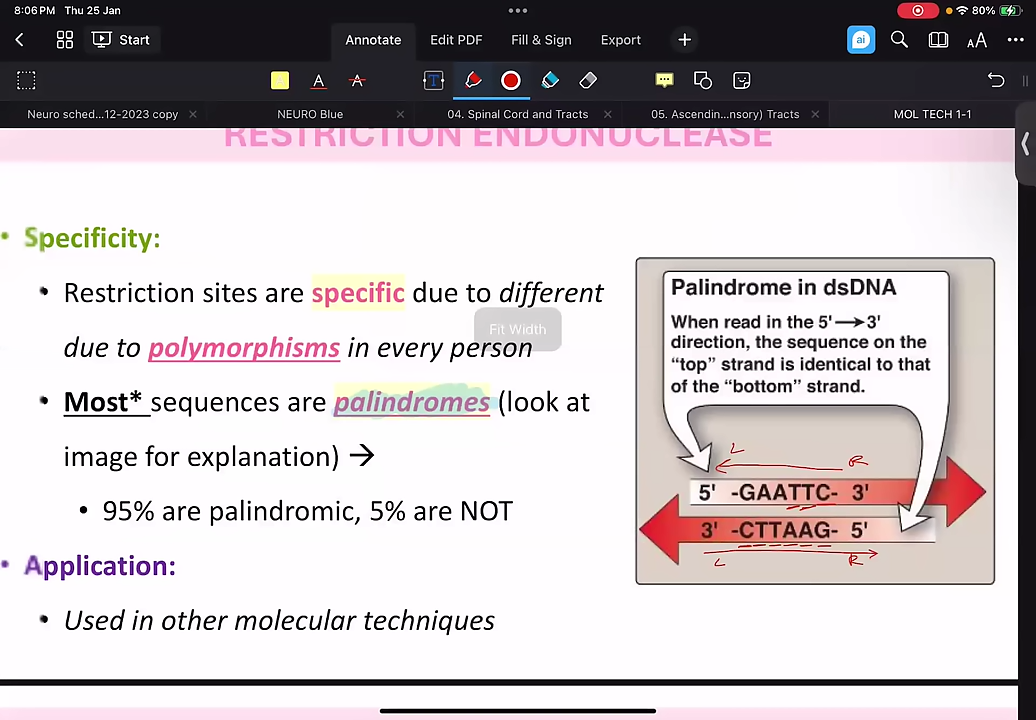 8:06 PM Thu 25 Jan
80%
Start
Annotate
Edit PDF
Fill & Sign
Export
ai
AA
A
A
T
Neuro sched...12-2023 copy
NEURO Blue
04. Spinal Cord and Tracts
05. Ascendin...nsory) Tracts
MOL TECH 1-1
RESTRICTION ENDONUCLEASE
• Specificity:
• Restriction sites are specific due to different
due to polymorphisms in every person
Fit Width
• Most* sequences are palindromes (look at
image for explanation) →
• 95% are palindromic, 5% are NOT
• Application:
• Used in other molecular techniques
Palindrome in dsDNA
When read in the 5'→3'
direction, the sequence on the
"top" strand is identical to that
of the "bottom" strand.
L R
5' -GAATTC- 3'
3' -CTTAAG- 5'
L R